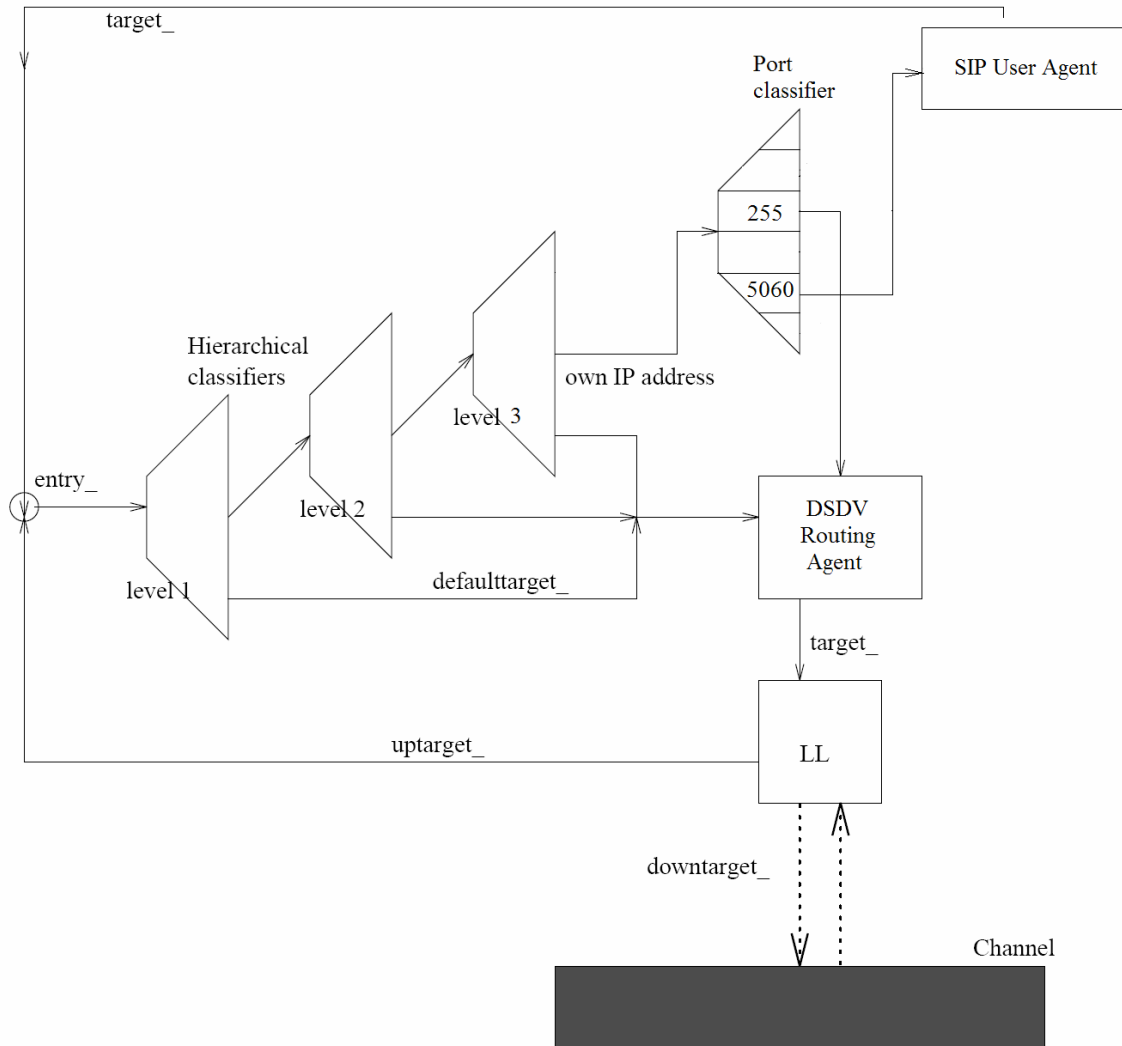 target_
SIP User Agent
Port
classifier
255
5060
Hierarchical
classifiers
own IP address
level 3
entry_
level 2
DSDV
Routing
Agent
defaulttarget_
level 1
target_
uptarget_
LL
downtarget_
Channel